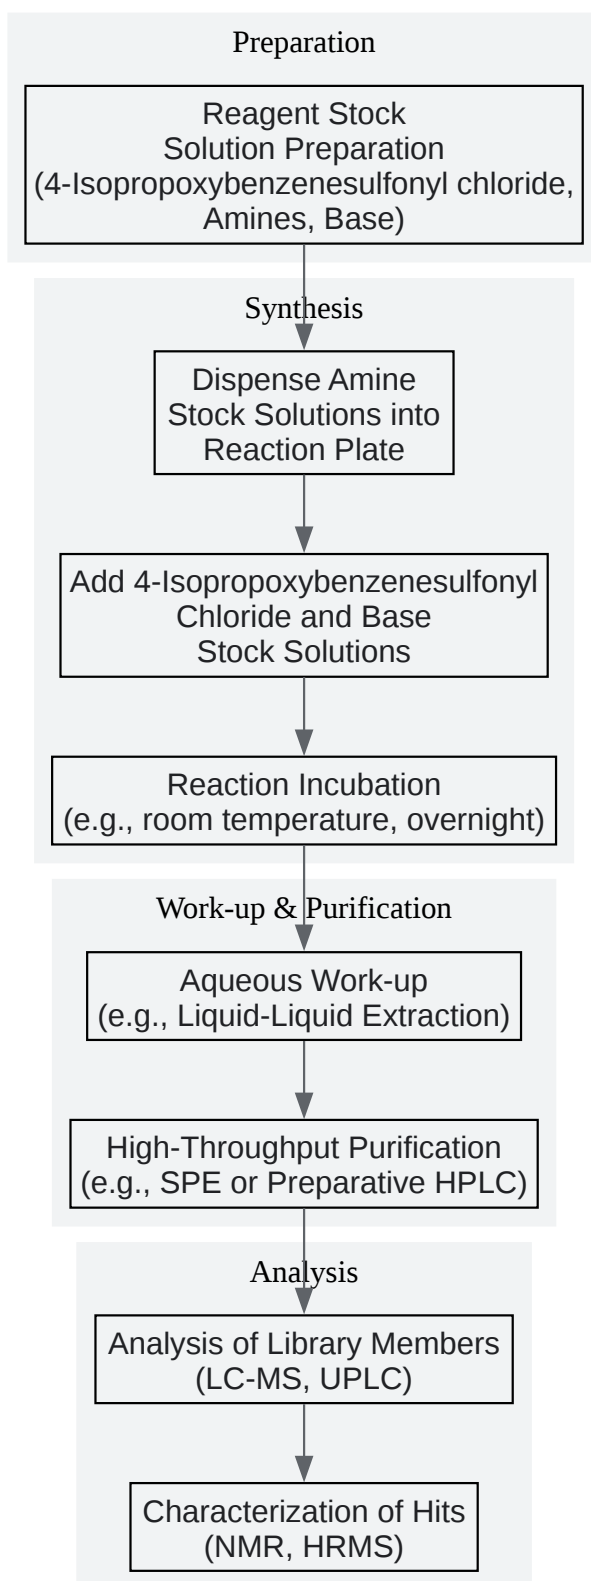 Preparation
Reagent Stock
Solution Preparation
(4-Isopropoxybenzenesulfonyl chloride,
Amines, Base)
Synthesis
Dispense Amine
Stock Solutions into
Reaction Plate
Add 4-Isopropoxybenzenesulfonyl
Chloride and Base
Stock Solutions
Reaction Incubation
(e.g., room temperature, overnight)
Work-up & Purification
Aqueous Work-up
(e.g., Liquid-Liquid Extraction)
High-Throughput Purification
(e.g., SPE or Preparative HPLC)
Analysis
Analysis of Library Members
(LC-MS, UPLC)
Characterization of Hits
(NMR, HRMS)